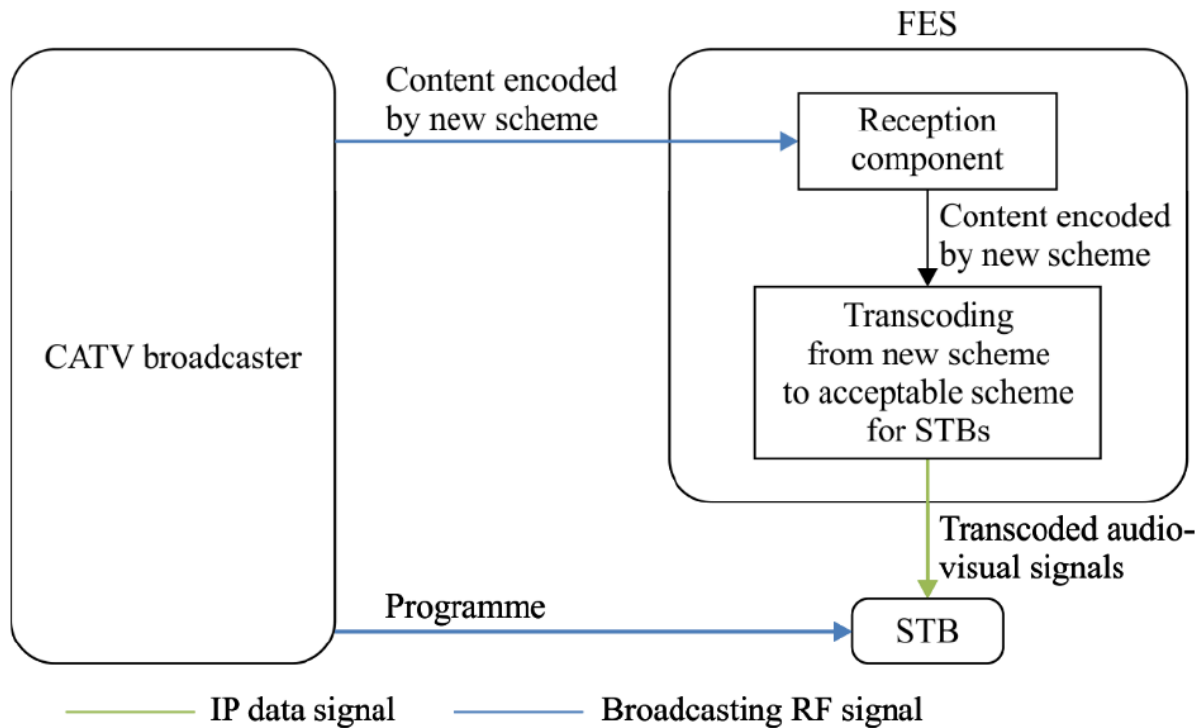 FES
Content encoded
by new scheme
Reception
component
Content encoded
by new scheme
CATV broadcaster
Transcoding
from new scheme
to acceptable scheme
for STBs
Transcoded audio-
visual signals
Programme
STB
IP data signal
Broadcasting RF signal